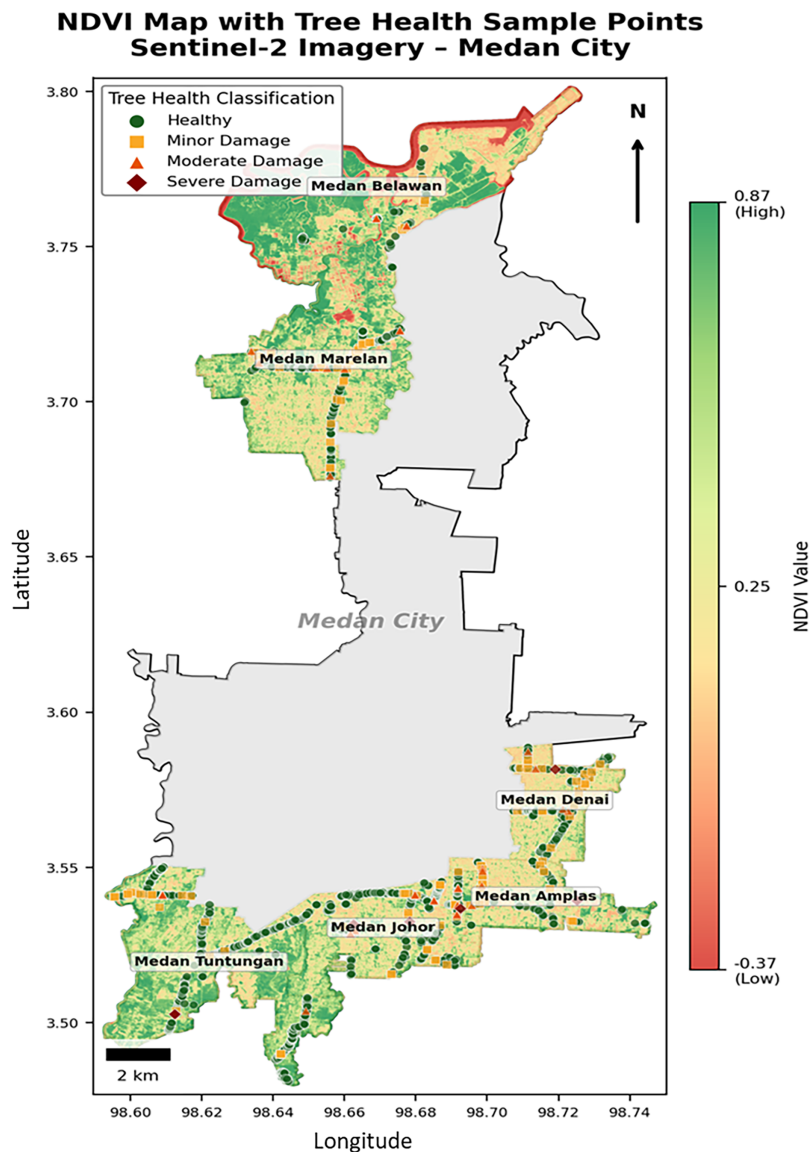 NDVI Map with Tree Health Sample Points
Sentinel-2 Imagery – Medan City
Tree Health Classification
Healthy
Minor Damage
Moderate Damage
Severe Damage
N
Medan Belawan
Medan Marelan
Medan City
Medan Denai
Medan Amplas
Medan Johor
Medan Tuntungan
2 km
3.80
3.75
3.70
3.65
3.60
3.55
3.50
Latitude
98.60 98.62 98.64 98.66 98.68 98.70 98.72 98.74
Longitude
0.87
(High)
0.25
-0.37
(Low)
NDVI Value